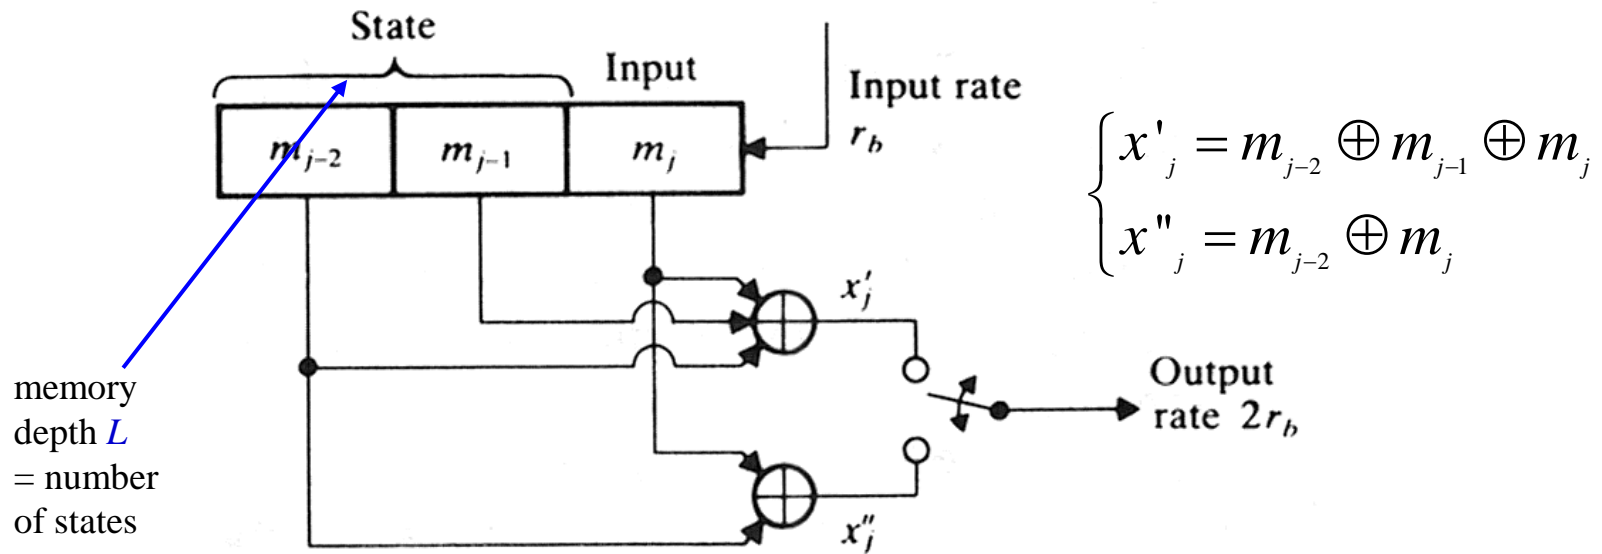 State
Input
Input rate
r_b
m_{j-2}
m_{j-1}
m_j
x'_j = m_{j-2} ⊕ m_{j-1} ⊕ m_j
x"_j = m_{j-2} ⊕ m_j
x'_j
Output
rate 2r_b
memory
depth L
= number
of states
x"_j